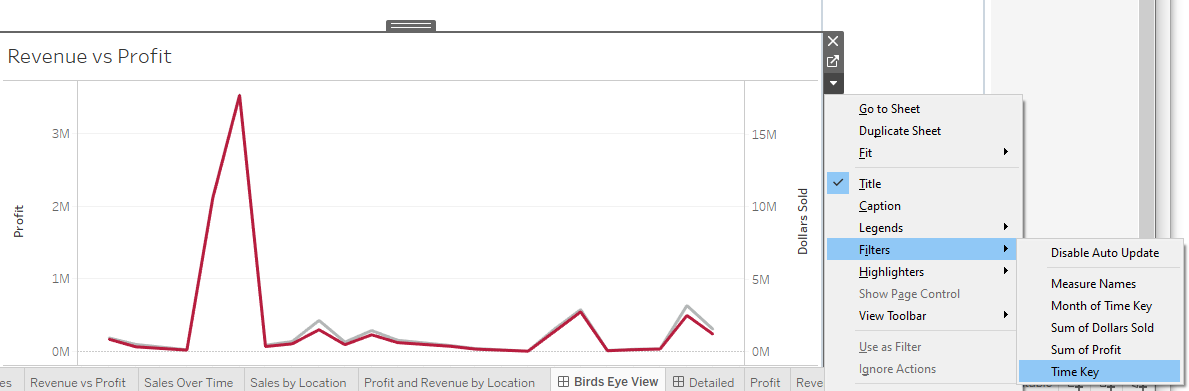 Revenue vs Profit
3M
2M
1M
0M
Profit
15M
10M
5M
0M
Dollars Sold
Go to Sheet
Duplicate Sheet
Fit
Title
Caption
Legends
Filters
Highlighters
Show Page Control
View Toolbar
Use as Filter
Ignore Actions
Disable Auto Update
Measure Names
Month of Time Key
Sum of Dollars Sold
Sum of Profit
Time Key
es Revenue vs Profit Sales Over Time Sales by Location Profit and Revenue by Location Birds Eye View Detailed Profit Reve